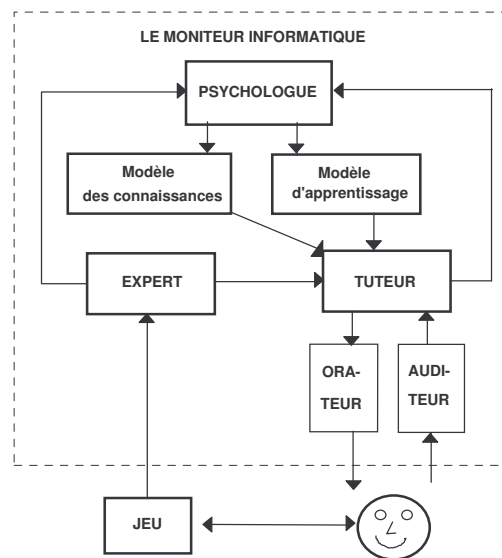 LE MONITEUR INFORMATIQUE
PSYCHOLOGUE
Modèle
des connaissances
Modèle
d'apprentissage
EXPERT
TUTEUR
ORA-
TEUR
AUDI-
TEUR
JEU